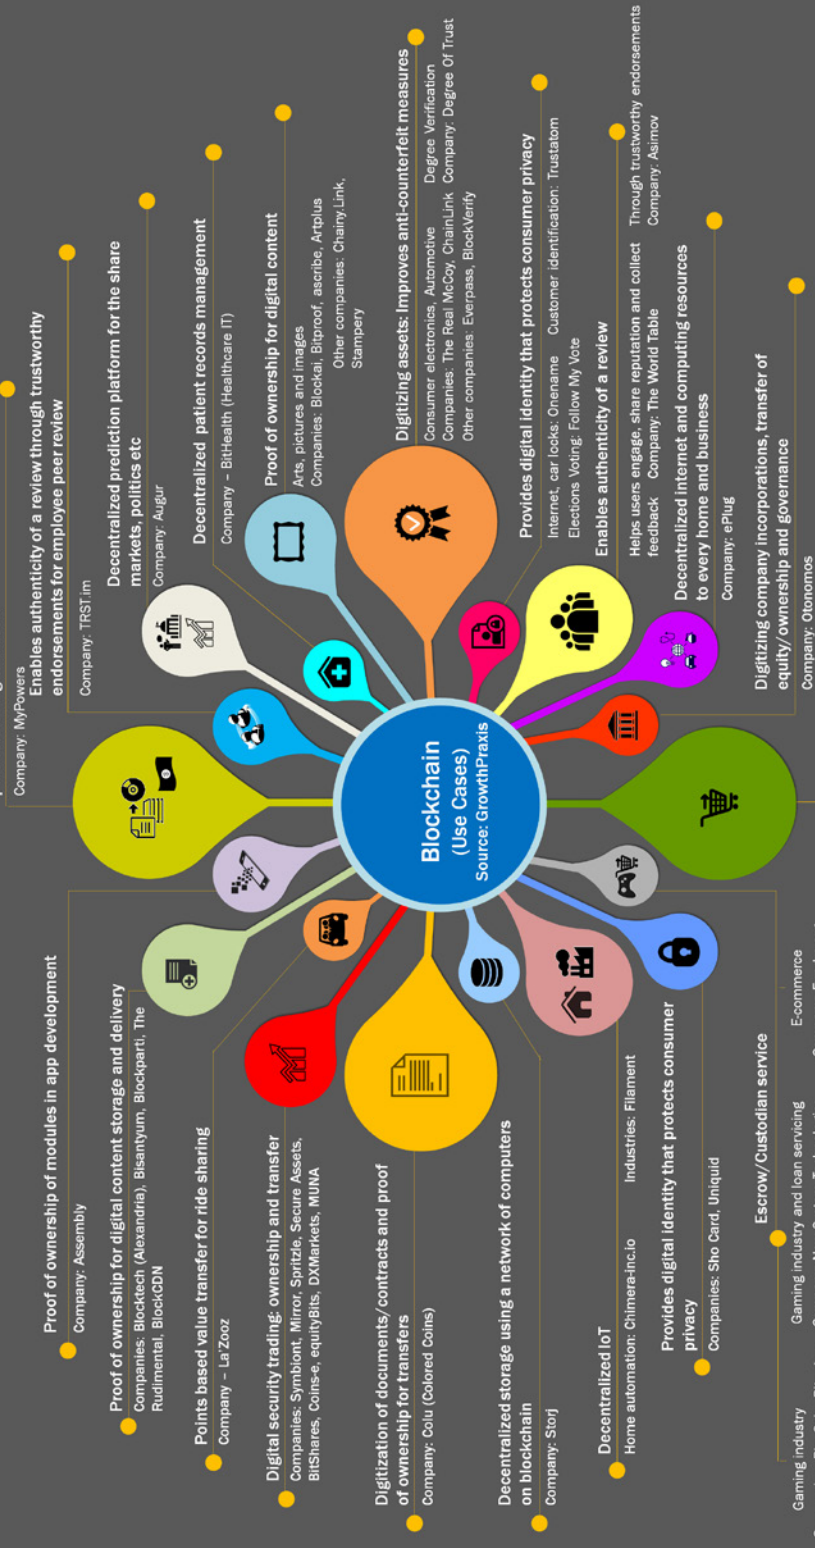 Company: MyPowers
Enables authenticity of a review through trustworthy
endorsements for employee peer review
Company: TRST.im
Decentralized prediction platform for the share
markets, politics etc
Company: Augur
Decentralized patient records management
Company – BitHealth (Healthcare IT)
Proof of ownership for digital content
Arts, pictures and images
Companies: Blockai, Bitproof, ascribe, Artplus
Other companies: Chainy.Link,
Stampery
Digitizing assets: Improves anti-counterfeit measures
Consumer electronics, Automotive
Companies: The Real McCoy, ChainLink
Degree Verification
Company: Degree Of Trust
Other companies: Everpass, BlockVerify
Provides digital identity that protects consumer privacy
Internet, car locks: Onename
Customer identification: Trustatom
Elections Voting: Follow My Vote
Enables authenticity of a review
Helps users engage, share reputation and collect
feedback Company: The World Table
Through trustworthy endorsements
Company: Asimov
Decentralized internet and computing resources
to every home and business
Company: ePlug
Digitizing company incorporations, transfer of
equity/ownership and governance
Company: Otonomos
Blockchain
(Use Cases)
Source: GrowthPraxis
Proof of ownership of modules in app development
Company: Assembly
Proof of ownership for digital content storage and delivery
Companies: Blocktech (Alexandria), Bisantyum, Blockparti, The
Rudimental, BlockCDN
Points based value transfer for ride sharing
Company – La'Zooz
Digital security trading: ownership and transfer
Companies: Symbiont, Mirror, Spritzle, Secure Assets,
BitShares, Coins-e, equityBits, DXMarkets, MUNA
Digitization of documents/contracts and proof
of ownership for transfers
Company: Colu (Colored Coins)
Decentralized storage using a network of computers
on blockchain
Company: Storj
Decentralized IoT
Home automation: Chimera-inc.io
Industries: Filament
Provides digital identity that protects consumer
privacy
Companies: Sho Card, Uniquid
Escrow/Custodian service
Gaming industry
Gaming industry and loan servicing
E-commerce